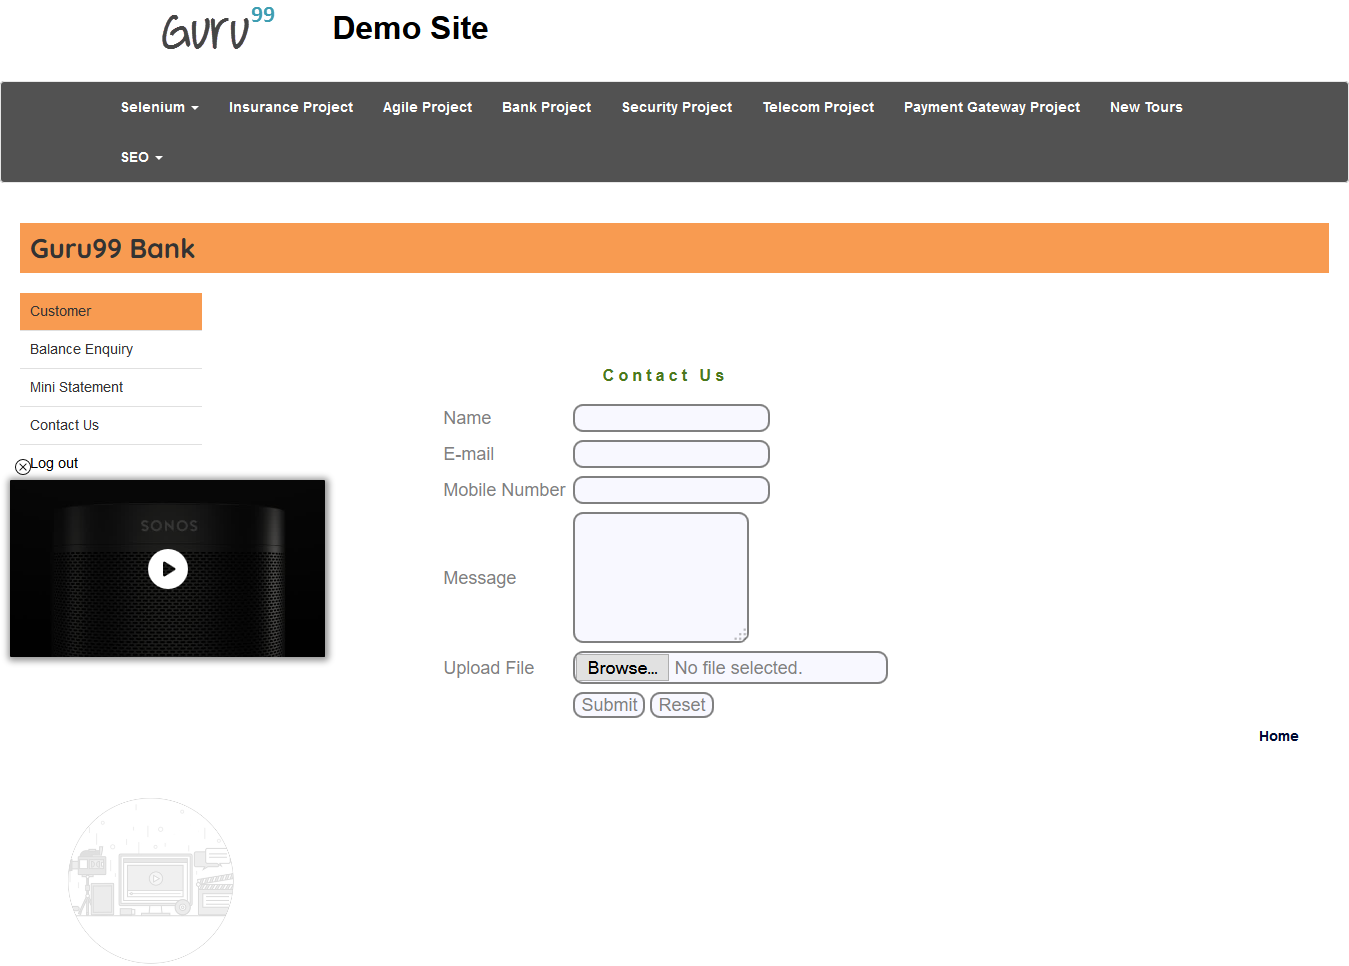 Guru99 Demo Site
Selenium Insurance Project Agile Project Bank Project Security Project Telecom Project Payment Gateway Project New Tours
SEO
Guru99 Bank
Customer
Balance Enquiry
Mini Statement
Contact Us
Log out
SONOS
Contact Us
Name
E-mail
Mobile Number
Message
Upload File Browse... No file selected.
Submit Reset
Home